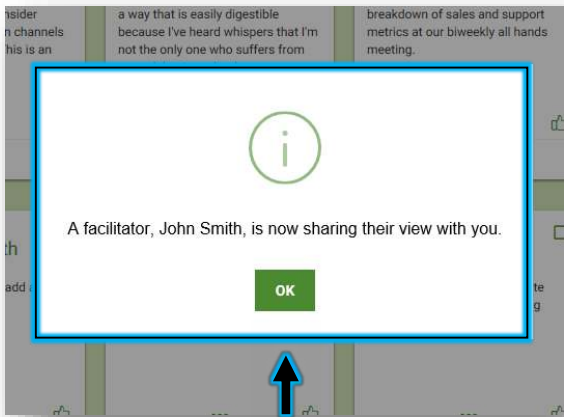 nsider
n channels
his is an
a way that is easily digestible
because I've heard whispers that I'm
not the only one who suffers from
breakdown of sales and support
metrics at our biweekly all hands
meeting.
i
A facilitator, John Smith, is now sharing their view with you.
OK
th
add
te
g